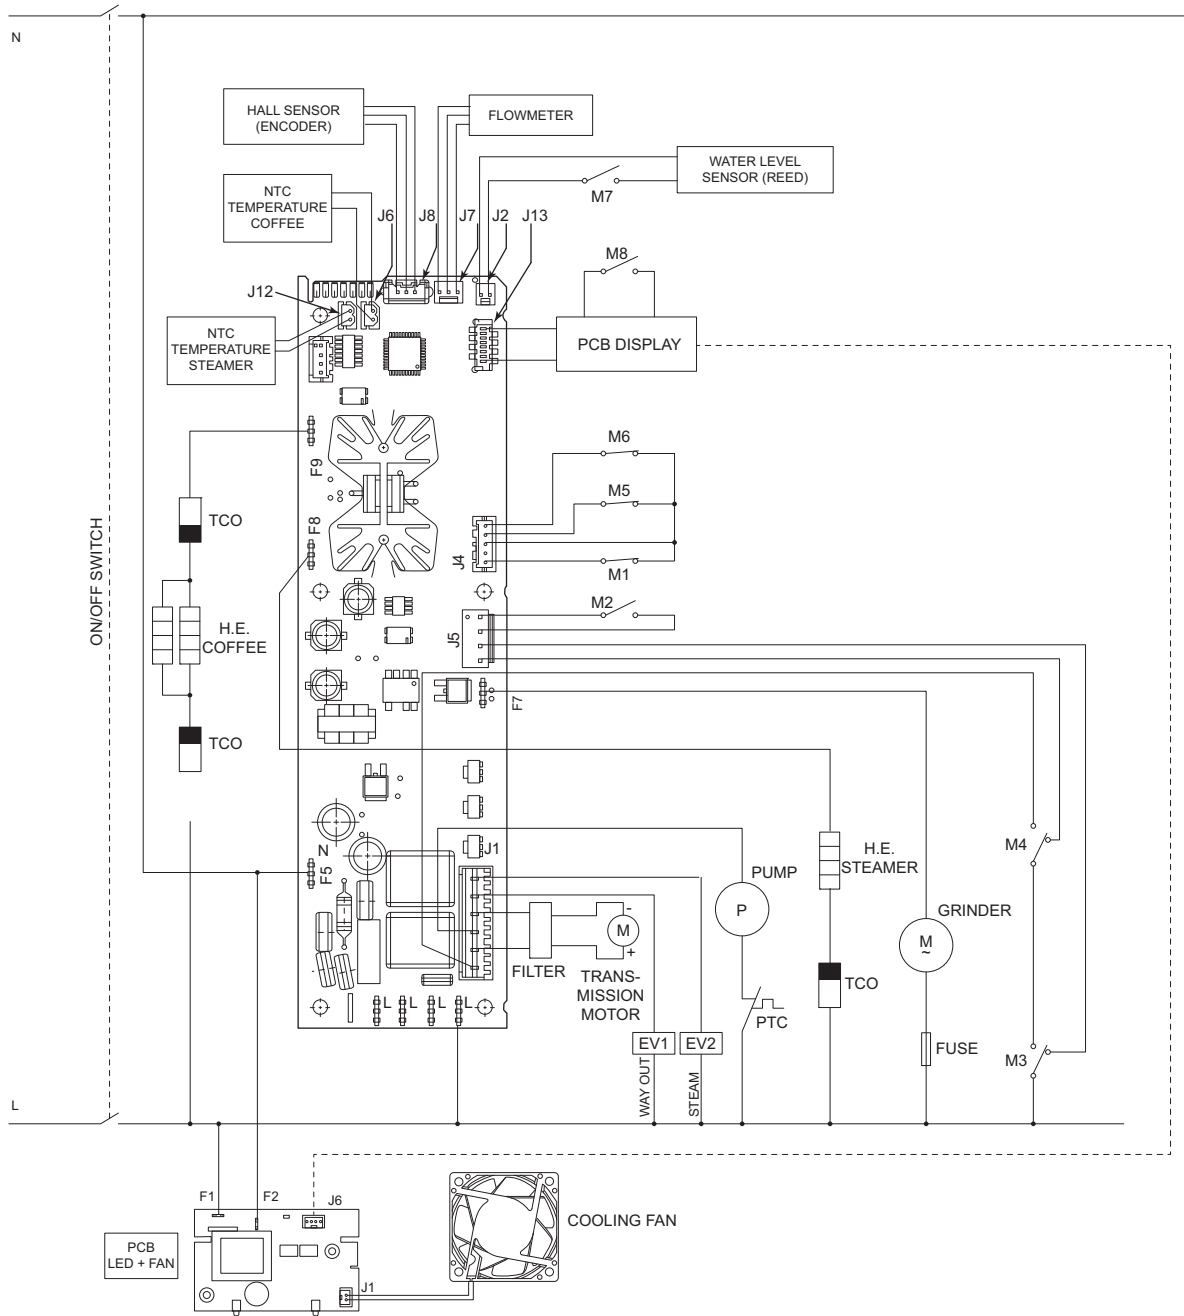 N
HALL SENSOR
(ENCODER)
FLOWMETER
WATER LEVEL
SENSOR (REED)
M7
NTC
TEMPERATURE
COFFEE
J6
J8
J7
J2
J13
M8
J12
NTC
TEMPERATURE
STEAMER
PCB DISPLAY
M6
F9
M5
TCO
F8
ON/OFF SWITCH
J4
M1
M2
H.E.
COFFEE
J5
F7
TCO
N
J1
F5
H.E.
STEAMER
M4
PUMP
P
GRINDER
M
~
-
M
+
FILTER
TRANS-
MISSION
MOTOR
TCO
PTC
L
L
L
L
EV1
EV2
FUSE
M3
WAY OUT
STEAM
L
F1
F2
J6
COOLING FAN
PCB
LED + FAN
J1